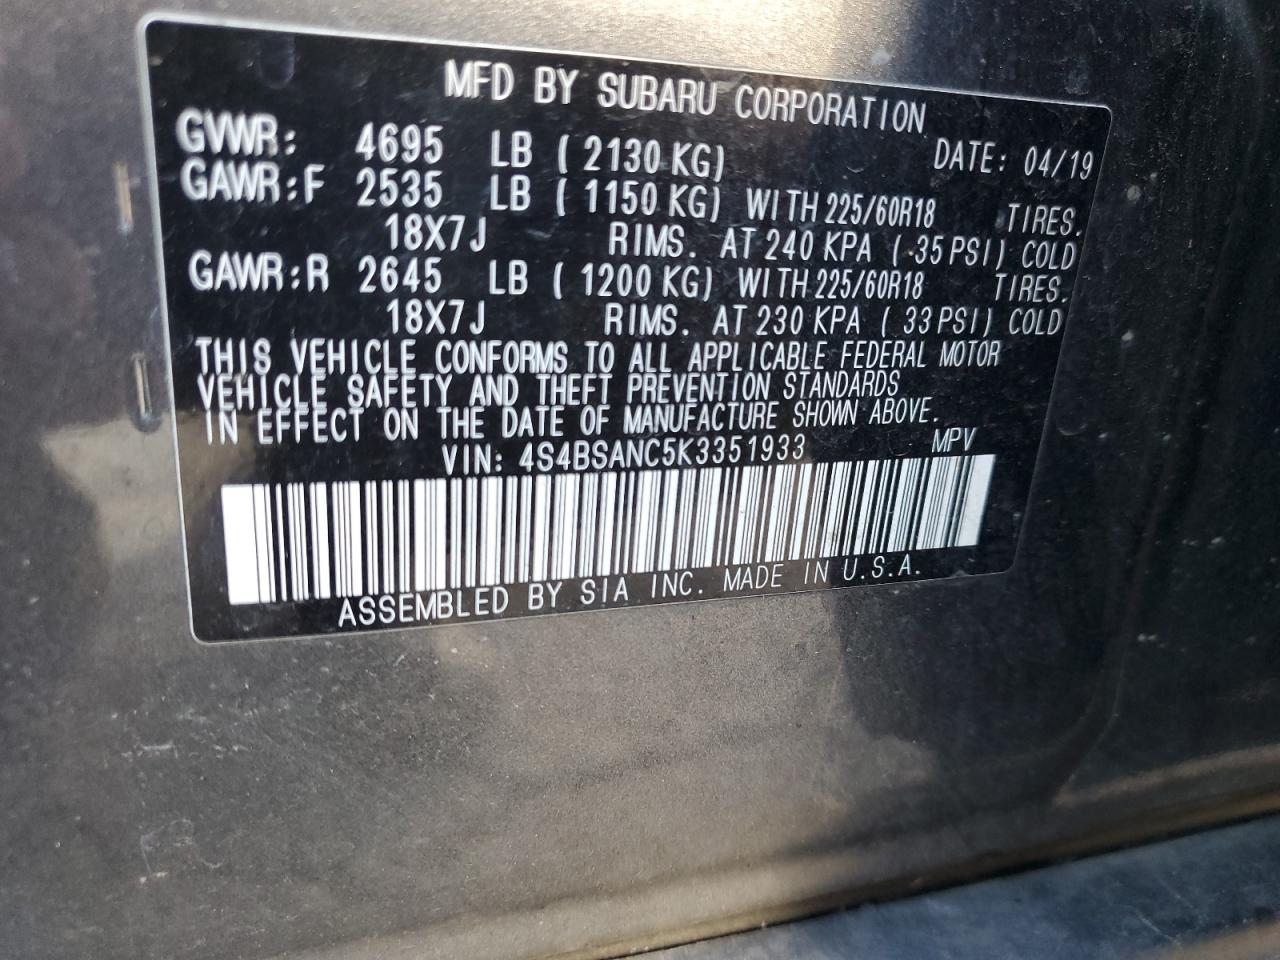 MFD BY SUBARU CORPORATION
GVWR: 4695 LB (2130 KG) DATE: 04/19
GAWR:F 2535 LB (1150 KG) WITH 225/60R18 TIRES.
18X7J RIMS. AT 240 KPA (35 PSI) COLD
GAWR:R 2645 LB (1200 KG) WITH 225/60R18 TIRES.
18X7J RIMS. AT 230 KPA (33 PSI) COLD
THIS VEHICLE CONFORMS TO ALL APPLICABLE FEDERAL MOTOR
VEHICLE SAFETY AND THEFT PREVENTION STANDARDS
IN EFFECT ON THE DATE OF MANUFACTURE SHOWN ABOVE.
VIN: 4S4BSANC5K3351933 MPV
ASSEMBLED BY SIA INC. MADE IN U.S.A.